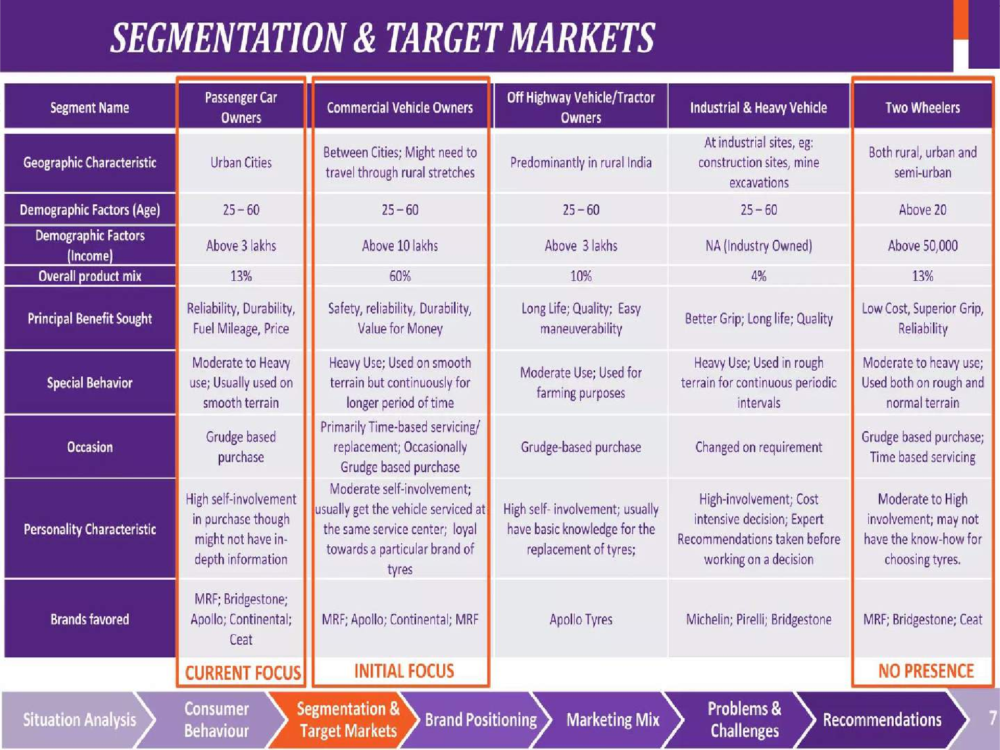 SEGMENTATION & TARGET MARKETS
Segment Name
Passenger Car
Owners
Commercial Vehicle Owners
Off Highway Vehicle/Tractor
Owners
Industrial & Heavy Vehicle
Two Wheelers
Geographic Characteristic
Urban Cities
Between Cities; Might need to
travel through rural stretches
Predominantly in rural India
At industrial sites, eg:
construction sites, mine
excavations
Both rural, urban and
semi-urban
Demographic Factors (Age)
25 – 60
25 – 60
25 – 60
25 – 60
Above 20
Demographic Factors
(Income)
Above 3 lakhs
Above 10 lakhs
Above 3 lakhs
NA (Industry Owned)
Above 50,000
Overall product mix
13%
60%
10%
4%
13%
Principal Benefit Sought
Reliability, Durability,
Fuel Mileage, Price
Safety, reliability, Durability,
Value for Money
Long Life; Quality; Easy
maneuverability
Better Grip; Long life; Quality
Low Cost, Superior Grip,
Reliability
Special Behavior
Moderate to Heavy
use; Usually used on
smooth terrain
Heavy Use; Used on smooth
terrain but continuously for
longer period of time
Moderate Use; Used for
farming purposes
Heavy Use; Used in rough
terrain for continuous periodic
intervals
Moderate to heavy use;
Used both on rough and
normal terrain
Occasion
Grudge based
purchase
Primarily Time-based servicing/
replacement; Occasionally
Grudge based purchase
Grudge-based purchase
Changed on requirement
Grudge based purchase;
Time based servicing
Personality Characteristic
High self-involvement
in purchase though
might not have in-
depth information
Moderate self-involvement;
usually get the vehicle serviced at
the same service center; loyal
towards a particular brand of
tyres
High self- involvement; usually
have basic knowledge for the
replacement of tyres;
High-involvement; Cost
intensive decision; Expert
Recommendations taken before
working on a decision
Moderate to High
involvement; may not
have the know-how for
choosing tyres.
Brands favored
MRF; Bridgestone;
Apollo; Continental;
Ceat
MRF; Apollo; Continental; MRF
Apollo Tyres
Michelin; Pirelli; Bridgestone
MRF; Bridgestone; Ceat
CURRENT FOCUS
INITIAL FOCUS
NO PRESENCE
Situation Analysis
Consumer
Behaviour
Segmentation &
Target Markets
Brand Positioning
Marketing Mix
Problems &
Challenges
Recommendations
7